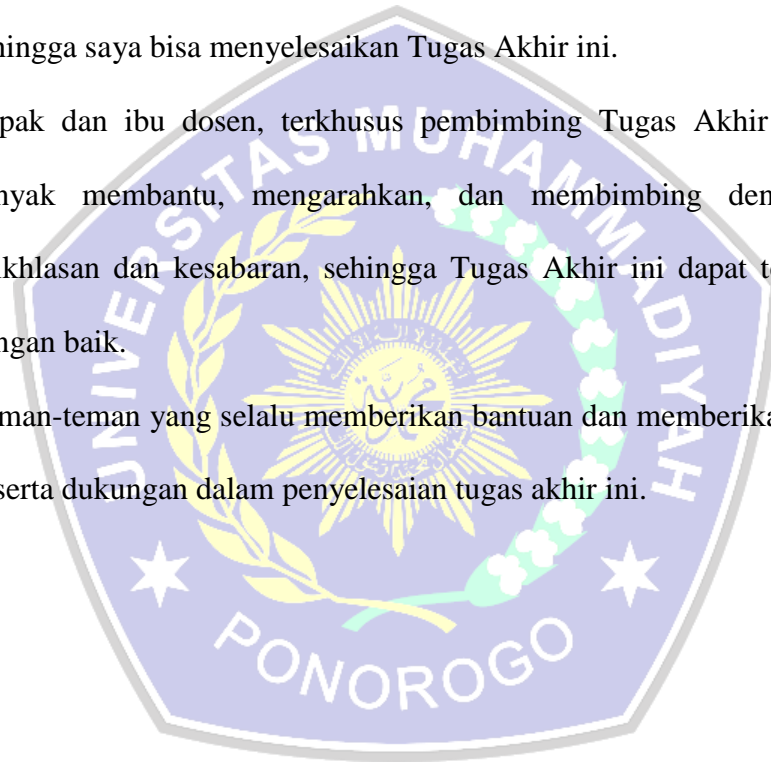 hingga saya bisa menyelesaikan Tugas Akhir ini.
pak dan ibu dosen, terkhusus pembimbing Tugas Akhir
nyak membantu, mengarahkan, dan membimbing den
ikhlasan dan kesabaran, sehingga Tugas Akhir ini dapat te
ngan baik.
man-teman yang selalu memberikan bantuan dan memberika
serta dukungan dalam penyelesaian tugas akhir ini.
UNIVERSITAS MUHAMMADIYAH
PONOROGO